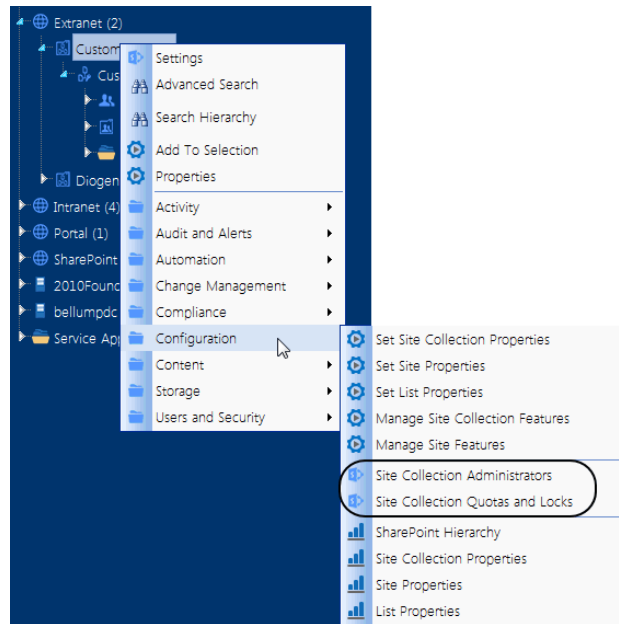 Extranet (2)
Custom
Cus
Diogen
Intranet (4)
Portal (1)
SharePoint
2010Found
bellumpdc
Service Ap
Settings
Advanced Search
Search Hierarchy
Add To Selection
Properties
Activity
Audit and Alerts
Automation
Change Management
Compliance
Configuration
Content
Storage
Users and Security
Set Site Collection Properties
Set Site Properties
Set List Properties
Manage Site Collection Features
Manage Site Features
Site Collection Administrators
Site Collection Quotas and Locks
SharePoint Hierarchy
Site Collection Properties
Site Properties
List Properties